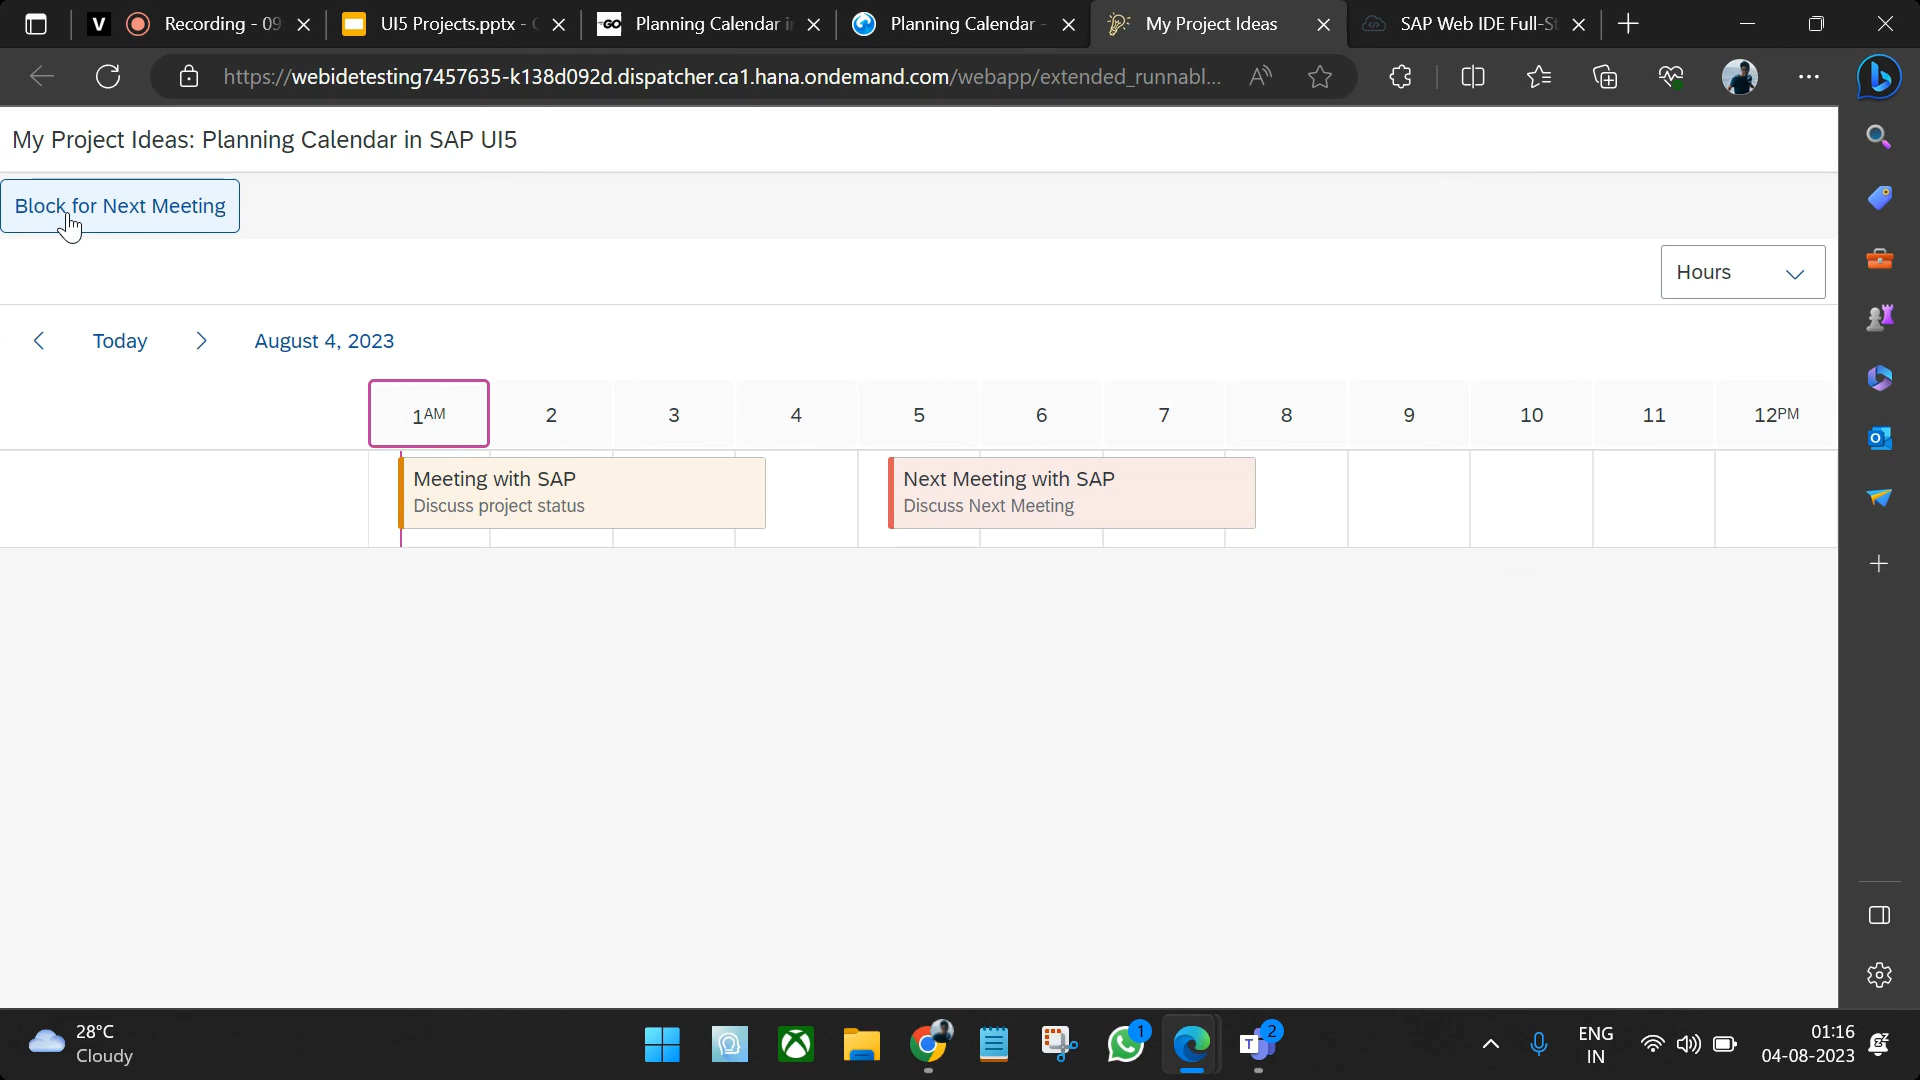 V
Recording - 09
UI5 Projects.pptx -
GO
Planning Calendar i
Planning Calendar -
My Project Ideas
SAP Web IDE Full-St
https://webidetesting7457635-k138d092d.dispatcher.ca1.hana.ondemand.com/webapp/extended_runnabl...
My Project Ideas: Planning Calendar in SAP UI5
Block for Next Meeting
Hours
Today
August 4, 2023
1AM 2 3 4 5 6 7 8 9 10 11 12PM
Meeting with SAP
Discuss project status
Next Meeting with SAP
Discuss Next Meeting
28°C
Cloudy
1
T
2
ENG
IN
01:16
04-08-2023